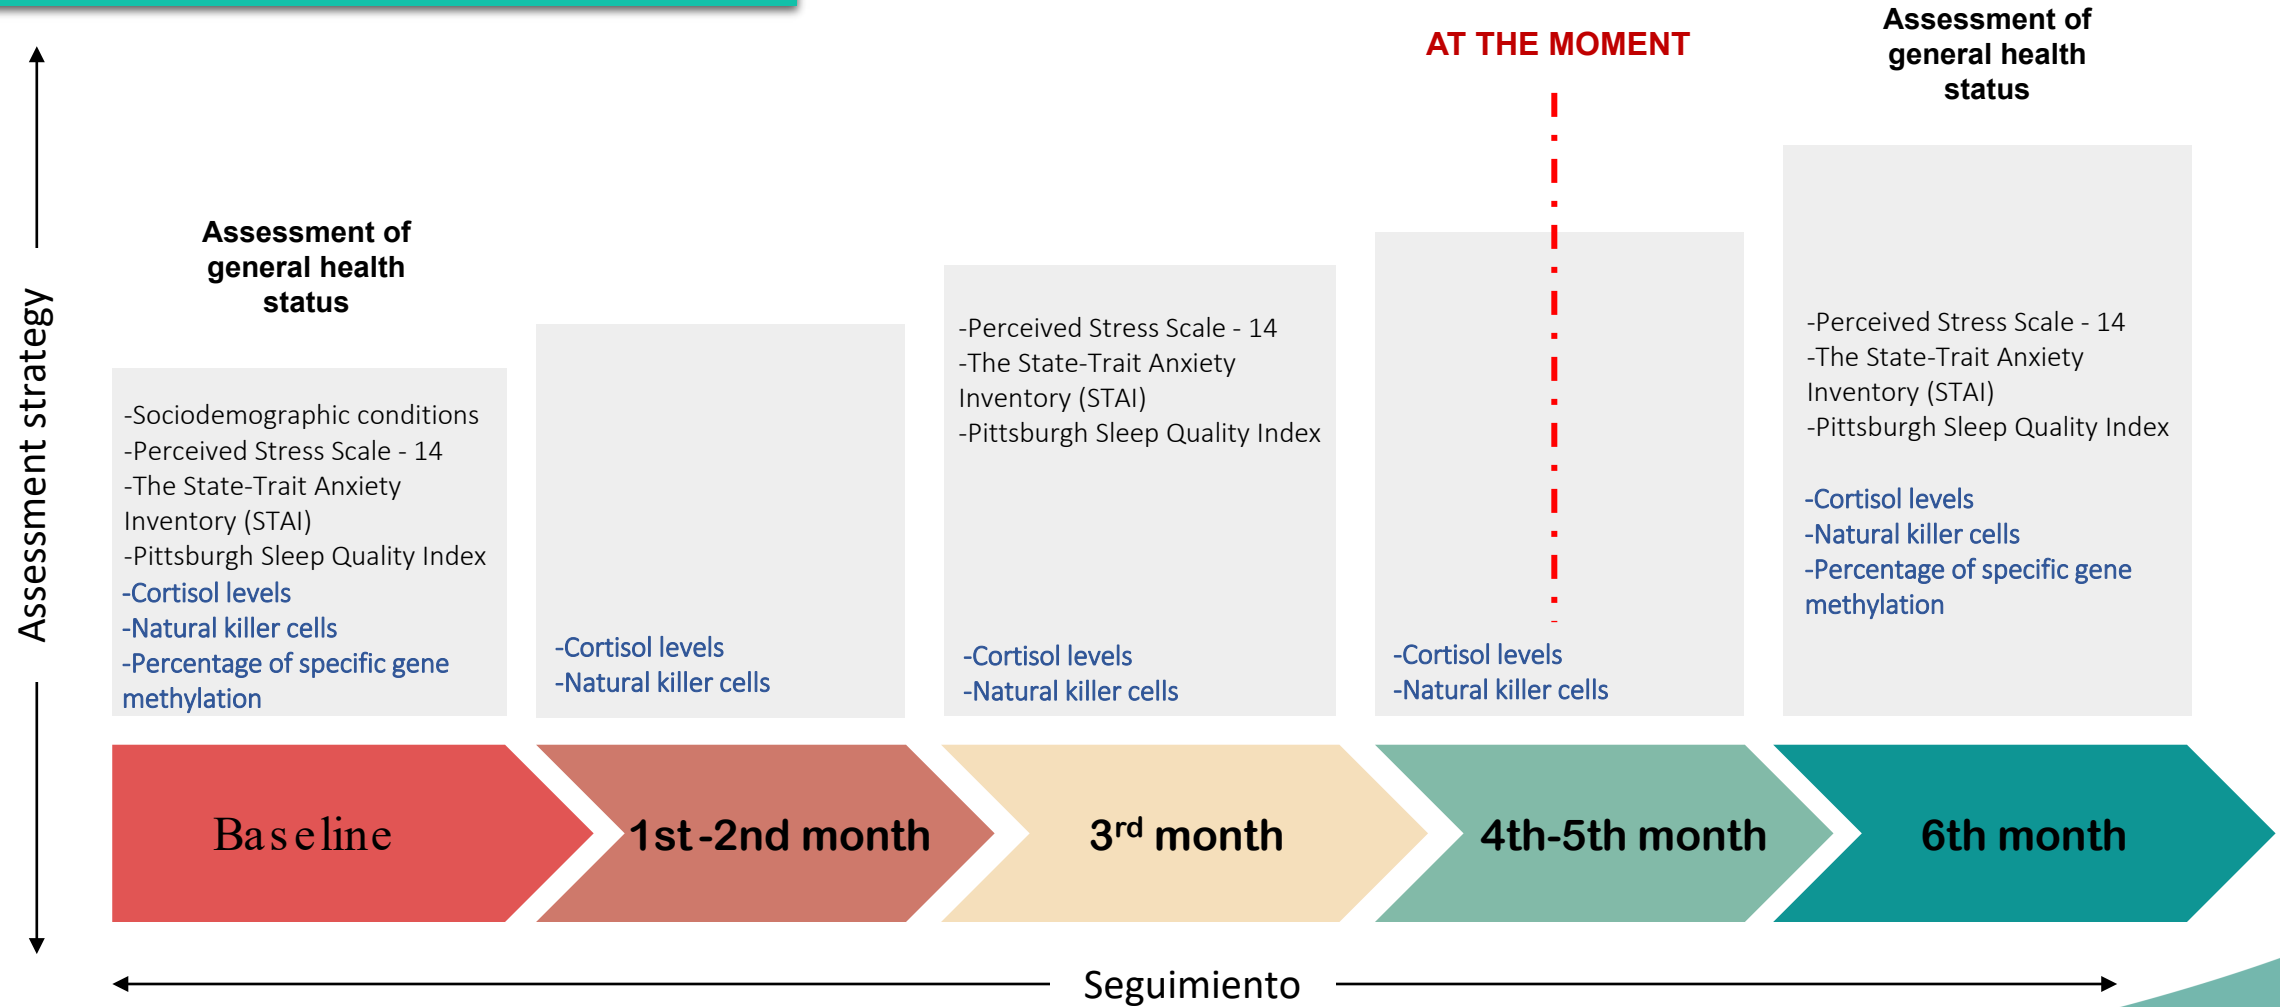 AT THE MOMENT
Assessment of
general health
status
Assessment of
general health
status
Assessment strategy
-Sociodemographic conditions
-Perceived Stress Scale - 14
-The State-Trait Anxiety
Inventory (STAI)
-Pittsburgh Sleep Quality Index
-Cortisol levels
-Natural killer cells
-Percentage of specific gene
methylation
-Cortisol levels
-Natural killer cells
-Perceived Stress Scale - 14
-The State-Trait Anxiety
Inventory (STAI)
-Pittsburgh Sleep Quality Index
-Cortisol levels
-Natural killer cells
-Cortisol levels
-Natural killer cells
-Perceived Stress Scale - 14
-The State-Trait Anxiety
Inventory (STAI)
-Pittsburgh Sleep Quality Index
-Cortisol levels
-Natural killer cells
-Percentage of specific gene
methylation
Baseline
1st-2nd month
3rd month
4th-5th month
6th month
Seguimiento